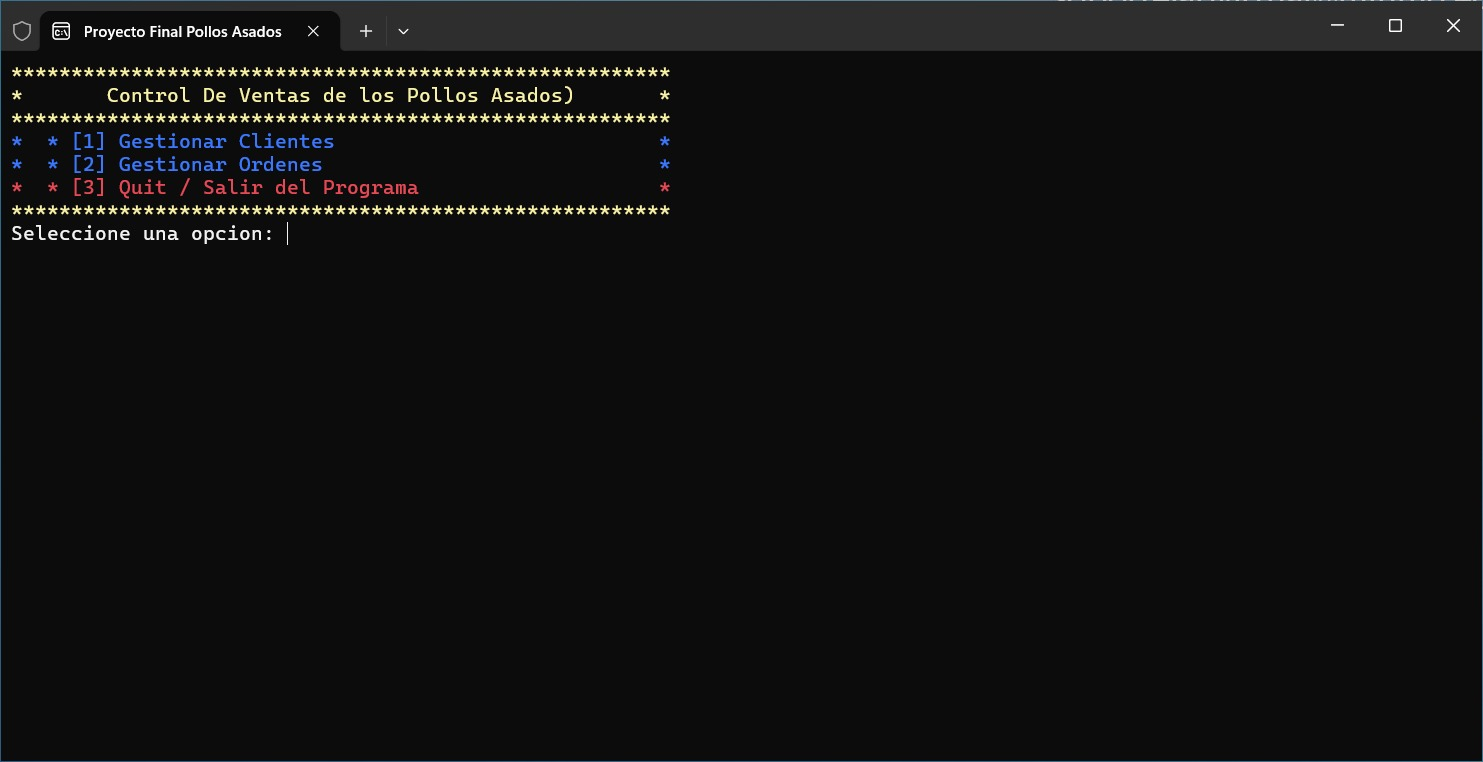 Proyecto Final Pollos Asados
*******************************************************
*       Control De Ventas de los Pollos Asados)       *
*******************************************************
*  * [1] Gestionar Clientes                           *
*  * [2] Gestionar Ordenes                            *
*  * [3] Quit / Salir del Programa                    *
*******************************************************
Seleccione una opcion: